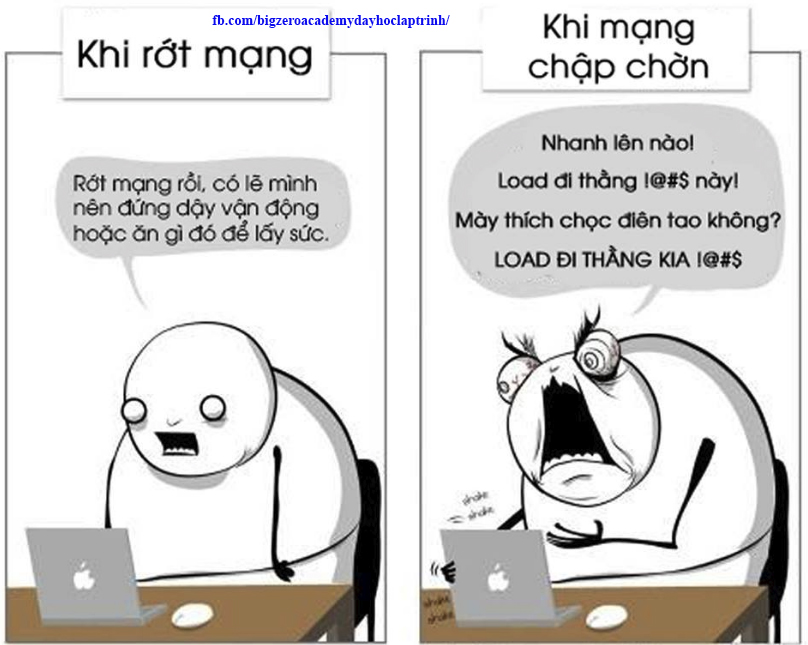 fb.com/bigzeroacademydayhoclaptrinh/
Khi rớt mạng
Rớt mạng rồi, có lẽ mình
nên đứng dậy vận động
hoặc ăn gì đó để lấy sức.
Khi mạng
chập chờn
Nhanh lên nào!
Load đi thằng !@#$ này!
Mày thích chọc điên tao không?
LOAD ĐI THẰNG KIA !@#$
shake
shake
shake
shake